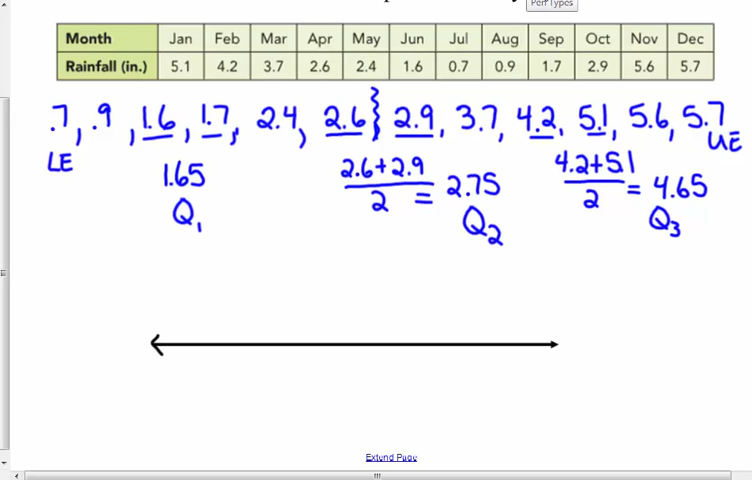 Perf Types
Month Jan Feb Mar Apr May Jun Jul Aug Sep Oct Nov Dec
Rainfall (in.) 5.1 4.2 3.7 2.6 2.4 1.6 0.7 0.9 1.7 2.9 5.6 5.7
.7, .9, 1.6, 1.7, 2.4, 2.6 } 2.9, 3.7, 4.2, 5.1, 5.6, 5.7
LE UE
1.65 2.6+2.9/2 = 2.75 4.2+5.1/2 = 4.65
Q1 Q2 Q3
Extend Page